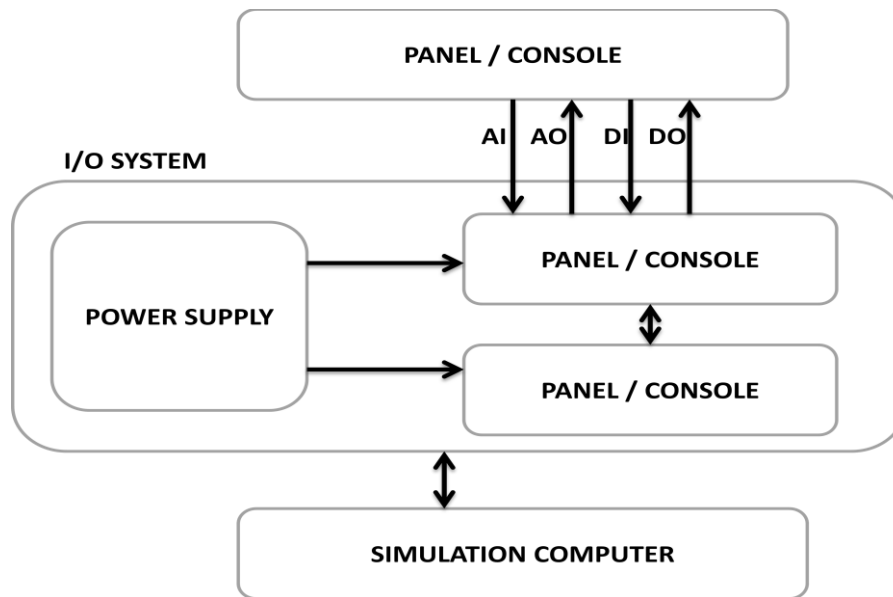 PANEL / CONSOLE
AI AO DI DO
I/O SYSTEM
PANEL / CONSOLE
POWER SUPPLY
PANEL / CONSOLE
SIMULATION COMPUTER